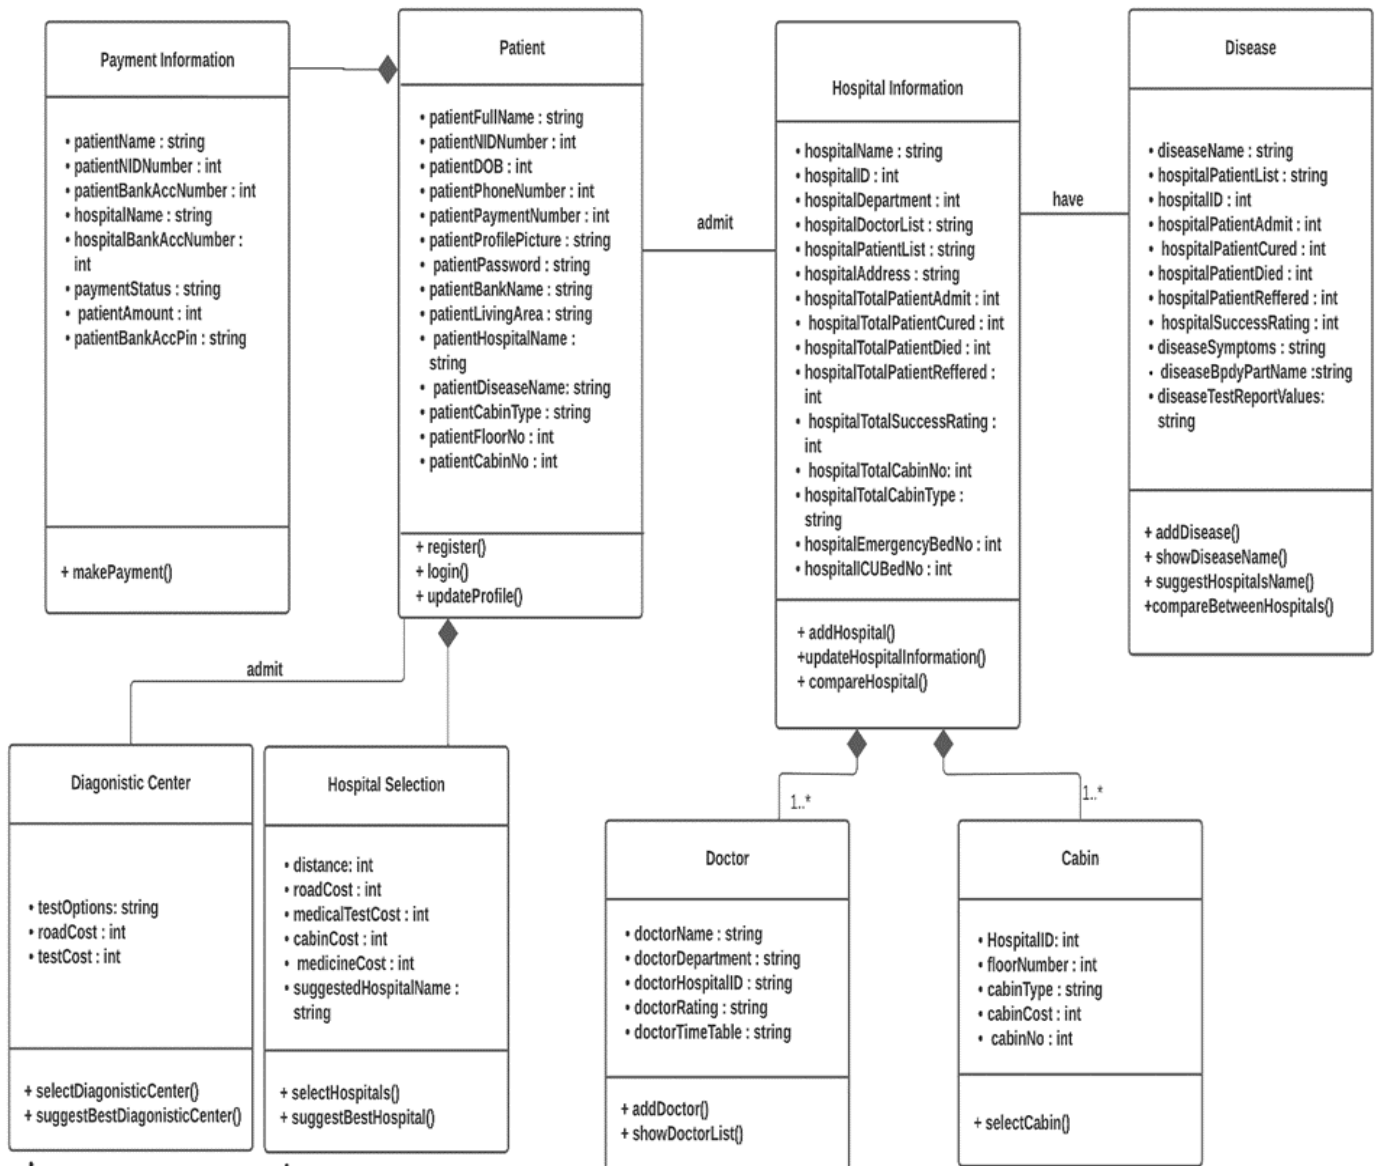 Payment Information
• patientName : string
• patientNIDNumber : int
• patientBankAccNumber : int
• hospitalName : string
• hospitalBankAccNumber :
int
• paymentStatus : string
• patientAmount : int
• patientBankAccPin : string
+ makePayment()
Patient
• patientFullName : string
• patientNIDNumber : int
• patientDOB : int
• patientPhoneNumber : int
• patientPaymentNumber : int
• patientProfilePicture : string
• patientPassword : string
• patientBankName : string
• patientLivingArea : string
• patientHospitalName :
string
• patientDiseaseName: string
• patientCabinType : string
• patientFloorNo : int
• patientCabinNo : int
+ register()
+ login()
+ updateProfile()
admit
Hospital Information
• hospitalName : string
• hospitalID : int
• hospitalDepartment : int
• hospitalDoctorList : string
• hospitalPatientList : string
• hospitalAddress : string
• hospitalTotalPatientAdmit : int
• hospitalTotalPatientCured : int
• hospitalTotalPatientDied : int
• hospitalTotalPatientReffered :
int
• hospitalTotalSuccessRating :
int
• hospitalTotalCabinNo: int
• hospitalTotalCabinType :
string
• hospitalEmergencyBedNo : int
• hospitalICUBedNo : int
+ addHospital()
+updateHospitalInformation()
+ compareHospital()
have
Disease
• diseaseName : string
• hospitalPatientList : string
• hospitalID : int
• hospitalPatientAdmit : int
• hospitalPatientCured : int
• hospitalPatientDied : int
• hospitalPatientReffered : int
• hospitalSuccessRating : int
• diseaseSymptoms : string
• diseaseBpdyPartName :string
• diseaseTestReportValues:
string
+ addDisease()
+ showDiseaseName()
+ suggestHospitalsName()
+compareBetweenHospitals()
admit
Diagonistic Center
• testOptions: string
• roadCost : int
• testCost : int
+ selectDiagonisticCenter()
+ suggestBestDiagonisticCenter()
Hospital Selection
• distance: int
• roadCost : int
• medicalTestCost : int
• cabinCost : int
• medicineCost : int
• suggestedHospitalName :
string
+ selectHospitals()
+ suggestBestHospital()
1..*
Doctor
• doctorName : string
• doctorDepartment : string
• doctorHospitalID : string
• doctorRating : string
• doctorTimeTable : string
+ addDoctor()
+ showDoctorList()
1..*
Cabin
• HospitalID: int
• floorNumber : int
• cabinType : string
• cabinCost : int
• cabinNo : int
+ selectCabin()